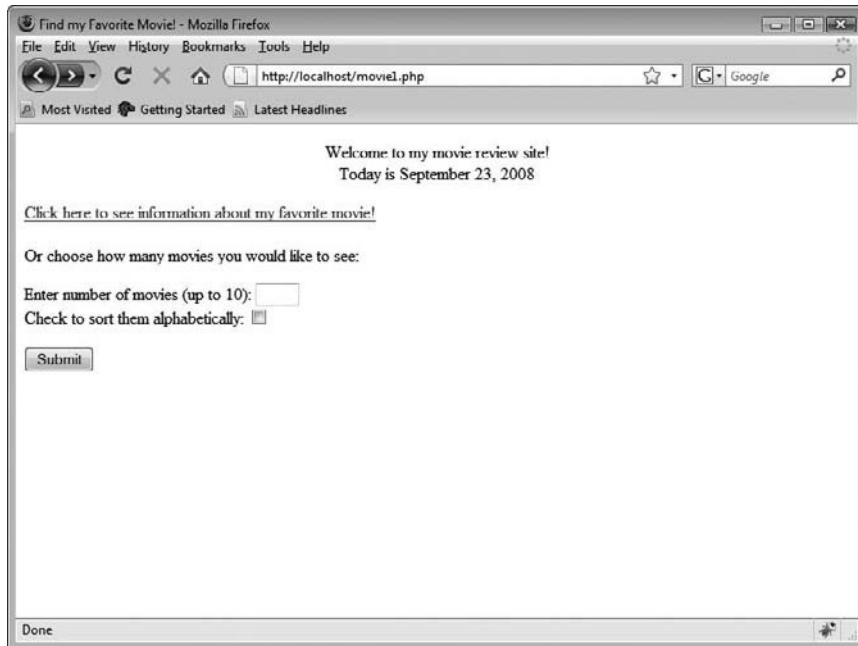 Find my Favorite Movie! - Mozilla Firefox
File Edit View History Bookmarks Tools Help
http://localhost/movie1.php
G Google
Most Visited Getting Started Latest Headlines
Welcome to my movie review site!
Today is September 23, 2008
Click here to see information about my favorite movie!
Or choose how many movies you would like to see:
Enter number of movies (up to 10):
Check to sort them alphabetically:
Submit
Done